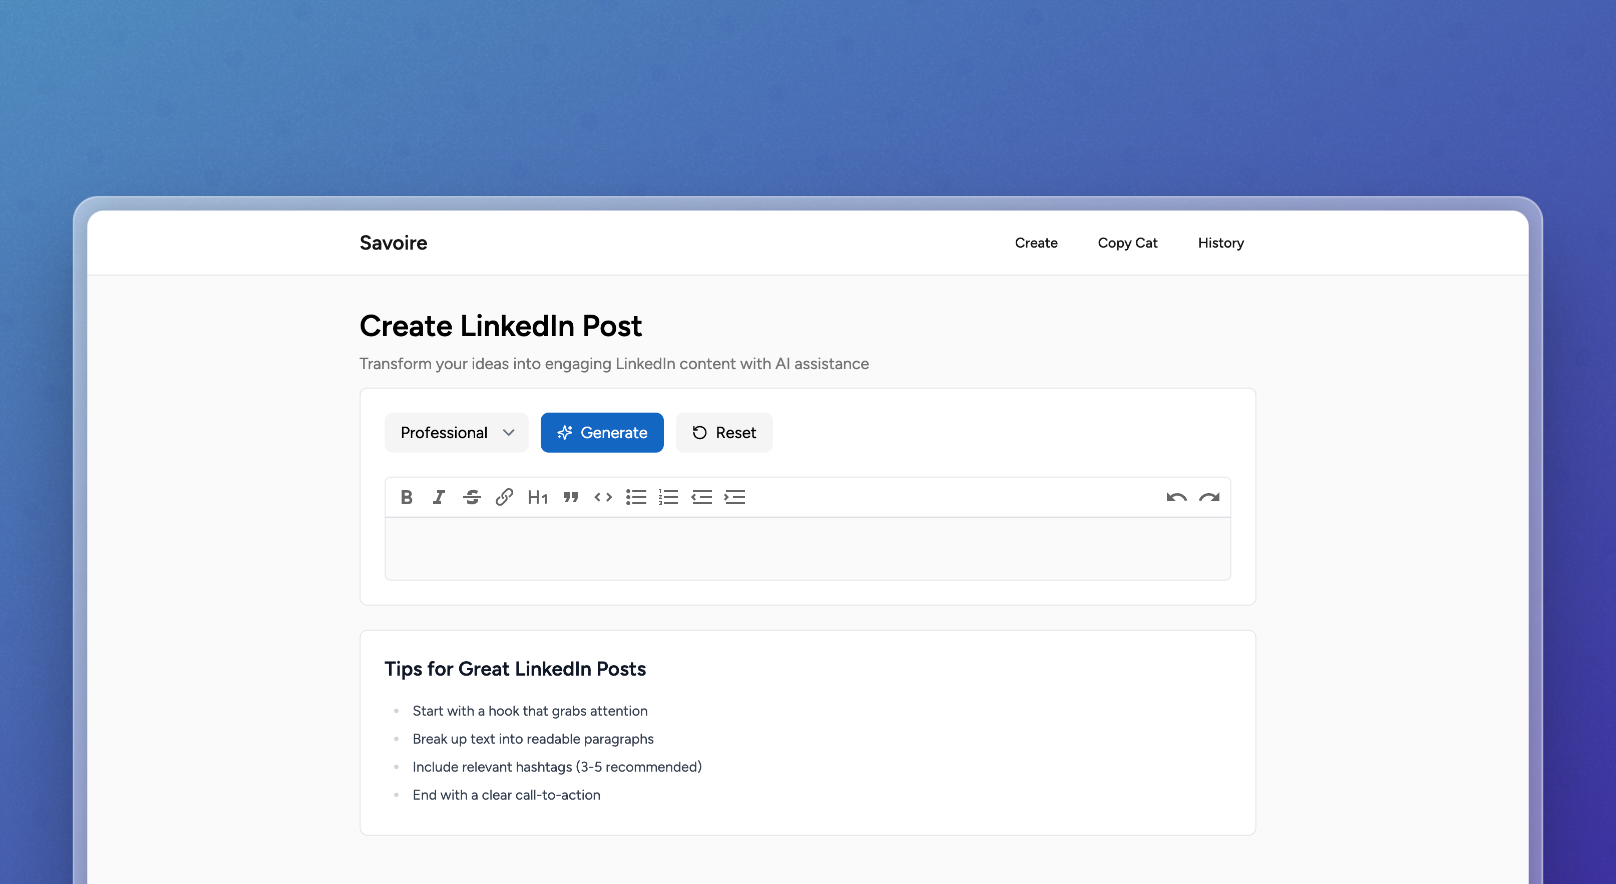 Savoire
Create
Copy Cat
History
Create LinkedIn Post
Transform your ideas into engaging LinkedIn content with AI assistance
Professional
Generate
Reset
B I S H1
Tips for Great LinkedIn Posts
Start with a hook that grabs attention
Break up text into readable paragraphs
Include relevant hashtags (3-5 recommended)
End with a clear call-to-action